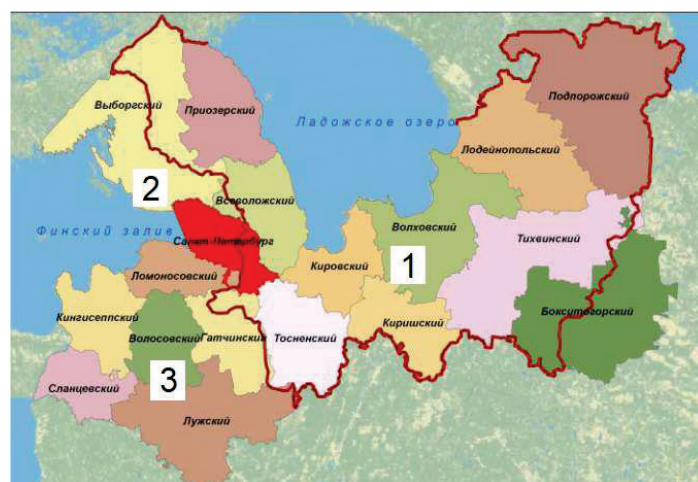 Выборгский
Приозерский
Подпорожский
Ладожское озеро
Лодейнопольский
2
Всеволожский
Волховский
Финский залив
Санкт-Петербург
1
Тихвинский
Ломоносовский
Кировский
Кингисеппский
Бокситогорский
Волосовский
Гатчинский
Тосненский
Киришский
3
Сланцевский
Лужский